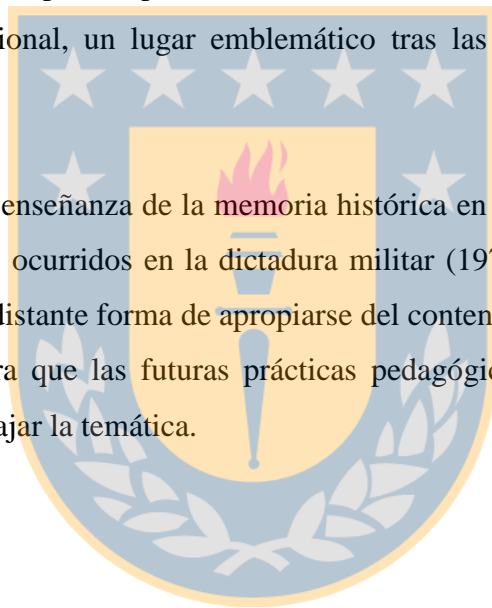 ional, un lugar emblemático tras las
enseñanza de la memoria histórica en
ocurridos en la dictadura militar (197
distante forma de apropiarse del conten
ra que las futuras prácticas pedagógic
ajar la temática.